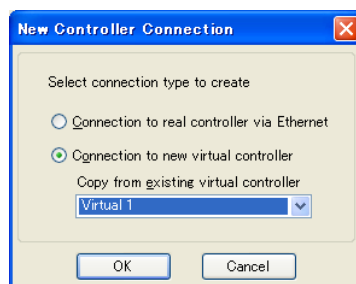 New Controller Connection
Select connection type to create
Connection to real controller via Ethernet
Connection to new virtual controller
Copy from existing virtual controller
Virtual 1
OK
Cancel